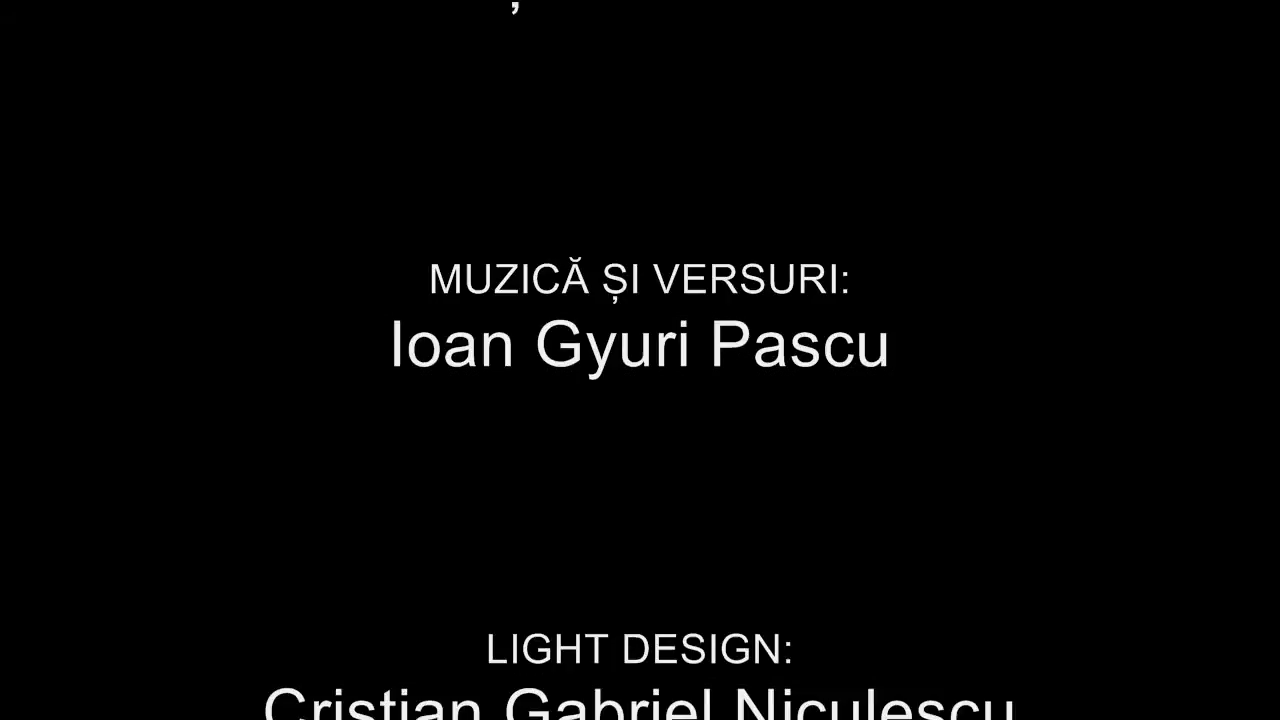 MUZICĂ ȘI VERSURI:
Ioan Gyuri Pascu
LIGHT DESIGN:
Cristian Gabriel Niculescu